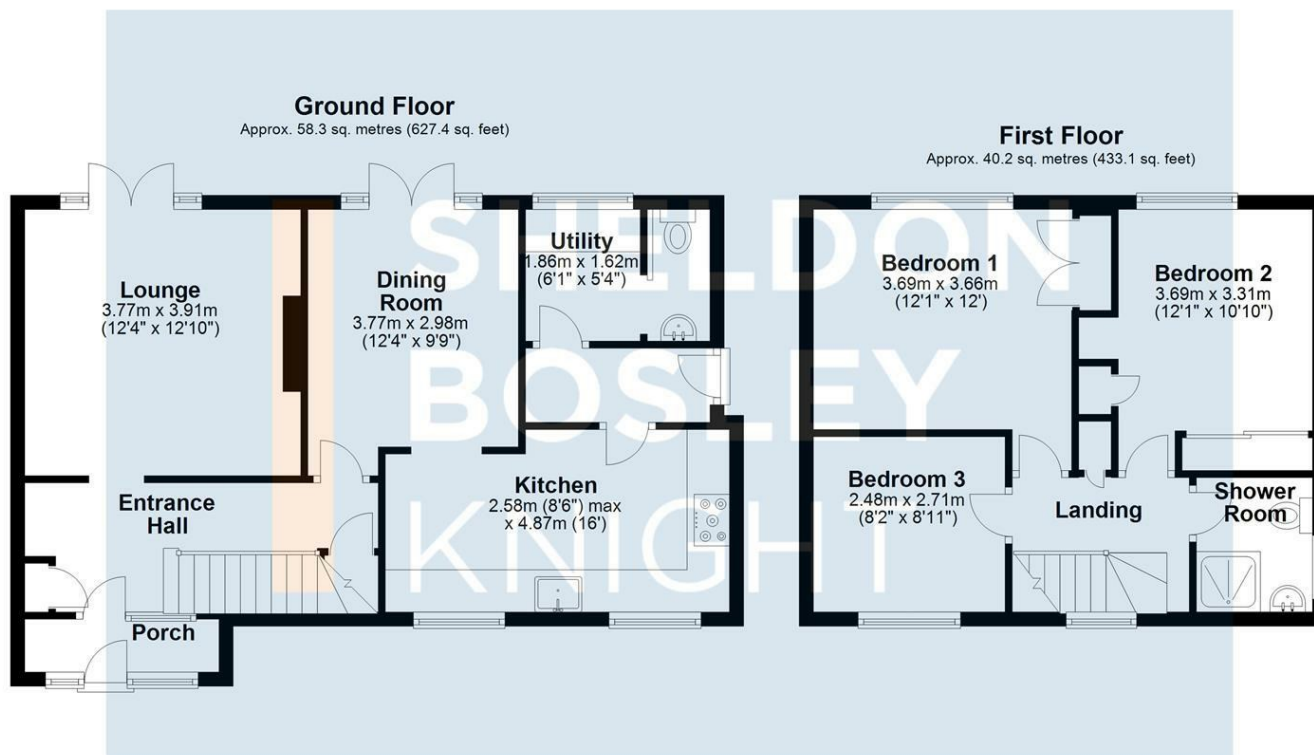 Ground Floor
Approx. 58.3 sq. metres (627.4 sq. feet)
Lounge
3.77m x 3.91m
(12'4" x 12'10")
Dining
Room
3.77m x 2.98m
(12'4" x 9'9")
Utility
1.86m x 1.62m
(6'1" x 5'4")
Kitchen
2.58m (8'6") max
x 4.87m (16')
Entrance
Hall
Porch
First Floor
Approx. 40.2 sq. metres (433.1 sq. feet)
Bedroom 1
3.69m x 3.66m
(12'1" x 12')
Bedroom 2
3.69m x 3.31m
(12'1" x 10'10")
Bedroom 3
2.48m x 2.71m
(8'2" x 8'11")
Landing
Shower
Room
SHELDON
BOSLEY
KNIGHT